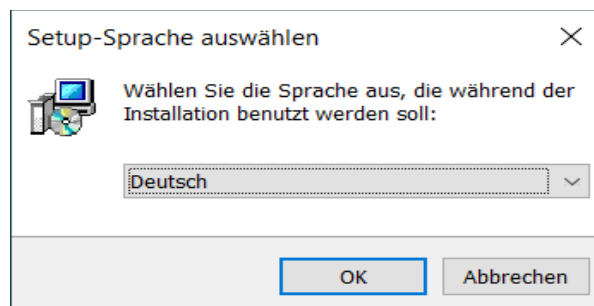 Setup-Sprache auswählen
Wählen Sie die Sprache aus, die während der
Installation benutzt werden soll:
Deutsch
OK
Abbrechen